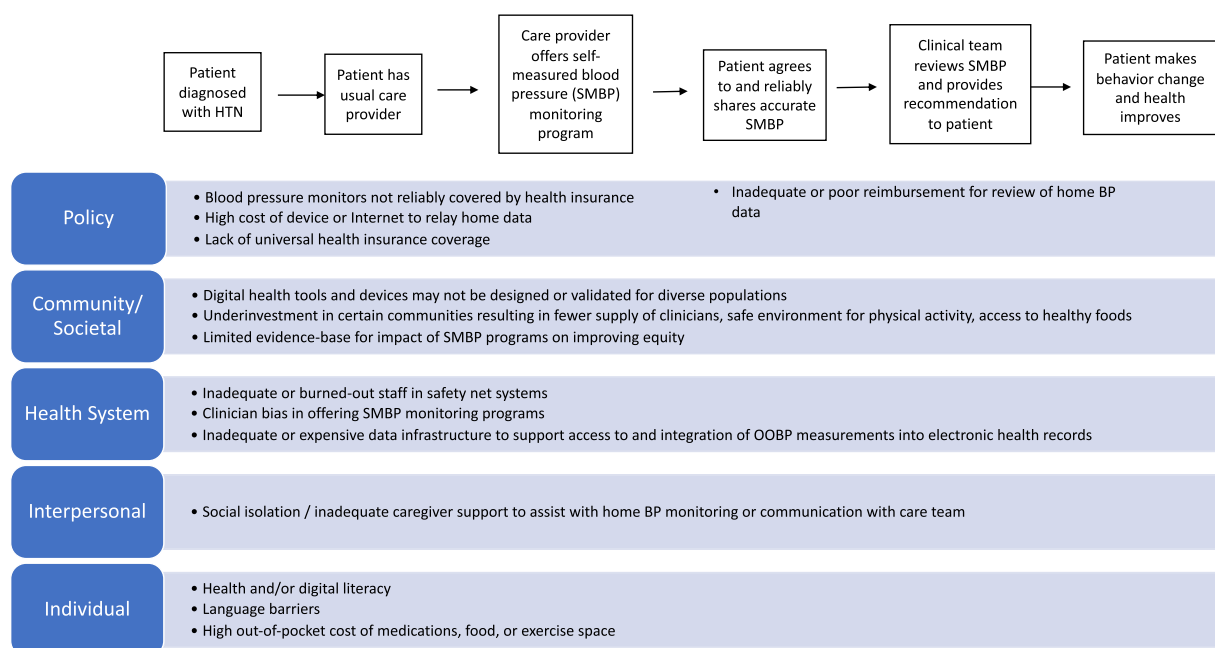 Patient
diagnosed
with HTN
Patient has
usual care
provider
Care provider
offers self-
measured blood
pressure (SMBP)
monitoring
program
Patient agrees
to and reliably
shares accurate
SMBP
Clinical team
reviews SMBP
and provides
recommendation
to patient
Patient makes
behavior change
and health
improves
Policy
• Blood pressure monitors not reliably covered by health insurance
• High cost of device or Internet to relay home data
• Lack of universal health insurance coverage
• Inadequate or poor reimbursement for review of home BP
data
Community/
Societal
• Digital health tools and devices may not be designed or validated for diverse populations
• Underinvestment in certain communities resulting in fewer supply of clinicians, safe environment for physical activity, access to healthy foods
• Limited evidence-base for impact of SMBP programs on improving equity
Health System
• Inadequate or burned-out staff in safety net systems
• Clinician bias in offering SMBP monitoring programs
• Inadequate or expensive data infrastructure to support access to and integration of OOBP measurements into electronic health records
Interpersonal
• Social isolation / inadequate caregiver support to assist with home BP monitoring or communication with care team
Individual
• Health and/or digital literacy
• Language barriers
• High out-of-pocket cost of medications, food, or exercise space